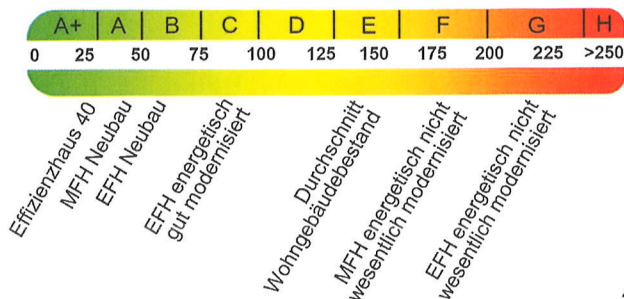 A+ A B C D E F G H
0 25 50 75 100 125 150 175 200 225 >250
Effizienzhaus 40
MFH Neubau
EFH Neubau
EFH energetisch
gut modernisiert
Durchschnitt
Wohngebäudebestand
MFH energetisch nicht
wesentlich modernisiert
EFH energetisch nicht
wesentlich modernisiert